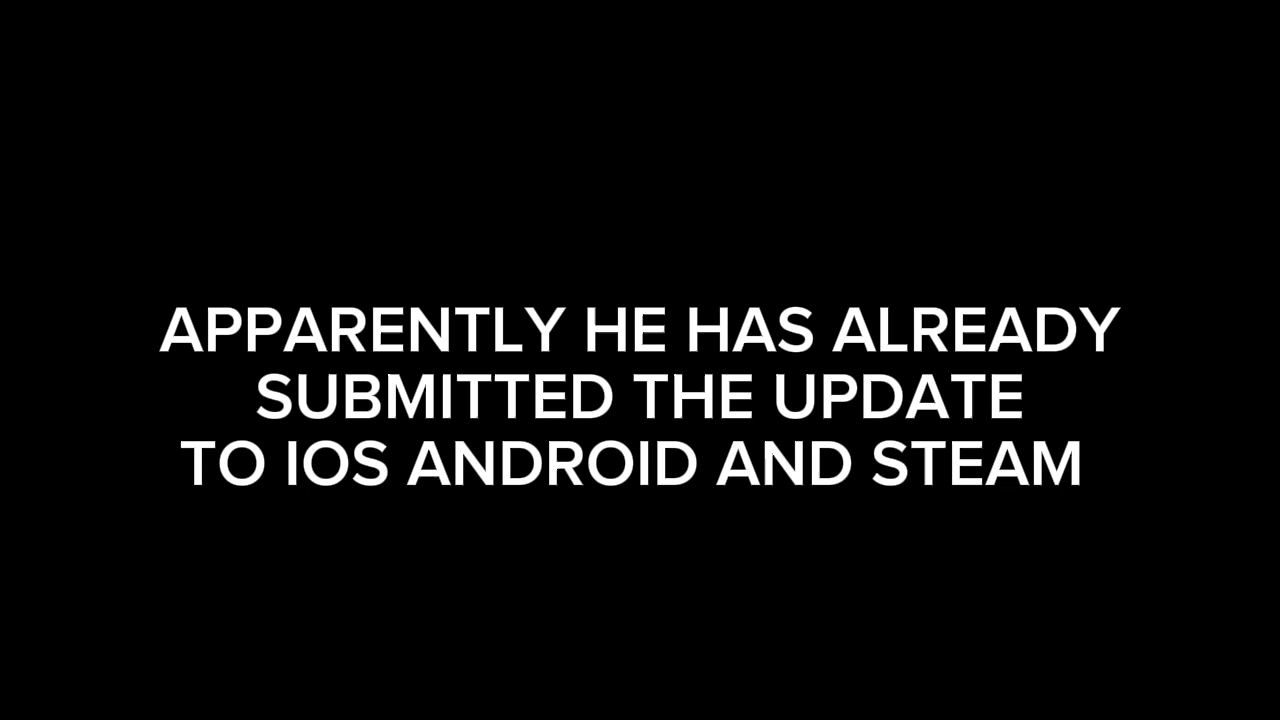 APPARENTLY HE HAS ALREADY
SUBMITTED THE UPDATE
TO IOS ANDROID AND STEAM